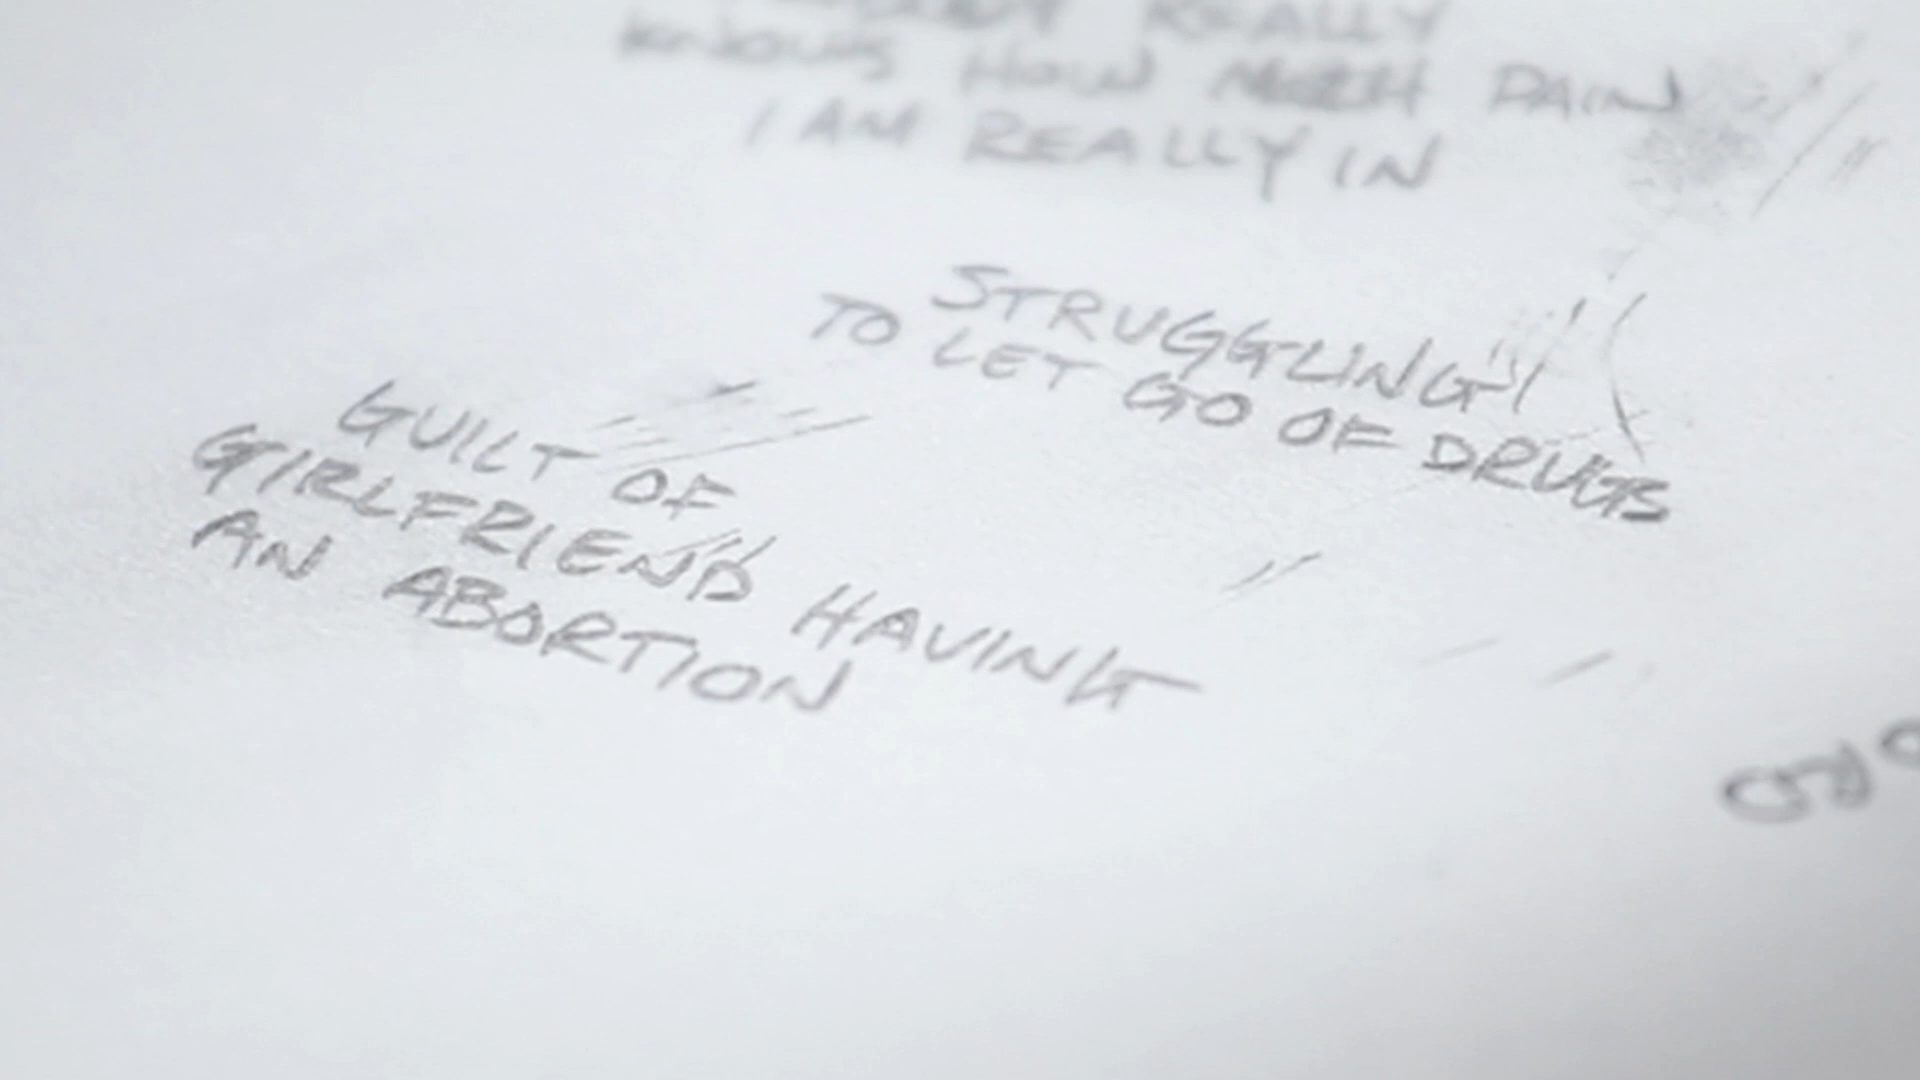 REALLY
KNOWS HOW MUCH PAIN
I AM REALLY IN
STRUGGLING
TO LET GO OF DRUGS
GUILT OF
GIRLFRIEND HAVING
AN ABORTION